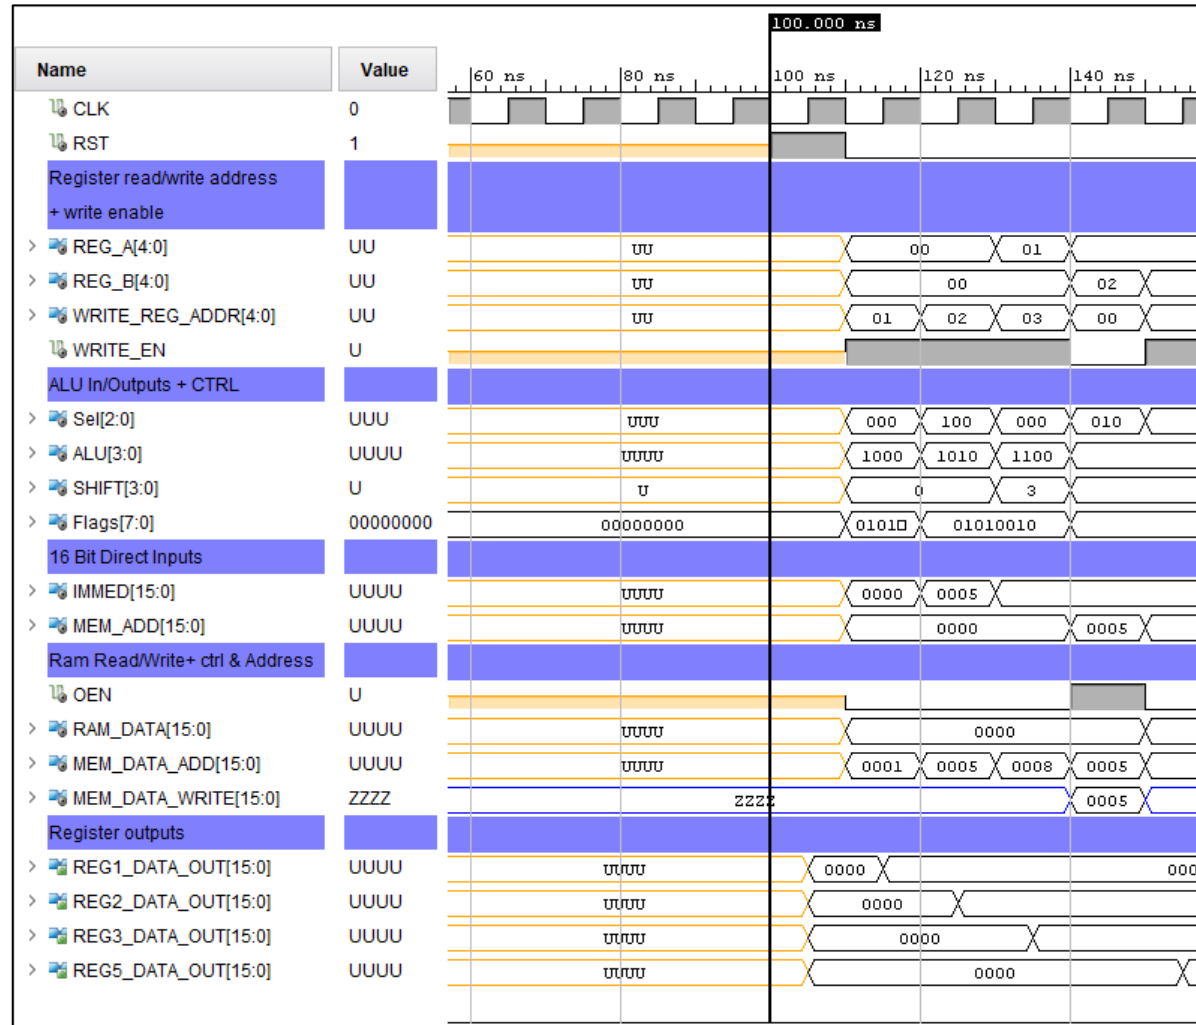 100.000 ns
Name Value 60 ns 80 ns 100 ns 120 ns 140 ns
CLK 0
RST 1
Register read/write address
+ write enable
REG_A[4:0] UU UU 00 01
REG_B[4:0] UU UU 00 02
WRITE_REG_ADDR[4:0] UU UU 01 02 03 00
WRITE_EN U
ALU In/Outputs + CTRL
Sel[2:0] UUU UUU 000 100 000 010
ALU[3:0] UUUU UUUU 1000 1010 1100
SHIFT[3:0] U U 0 3
Flags[7:0] 00000000 00000000 0101 01010010
16 Bit Direct Inputs
IMMED[15:0] UUUU UUUU 0000 0005
MEM_ADD[15:0] UUUU UUUU 0000 0005
Ram Read/Write+ ctrl & Address
OEN U
RAM_DATA[15:0] UUUU UUUU 0000
MEM_DATA_ADD[15:0] UUUU UUUU 0001 0005 0008 0005
MEM_DATA_WRITE[15:0] ZZZZ ZZZZ 0005
Register outputs
REG1_DATA_OUT[15:0] UUUU UUUU 0000 000
REG2_DATA_OUT[15:0] UUUU UUUU 0000
REG3_DATA_OUT[15:0] UUUU UUUU 0000
REG5_DATA_OUT[15:0] UUUU UUUU 0000